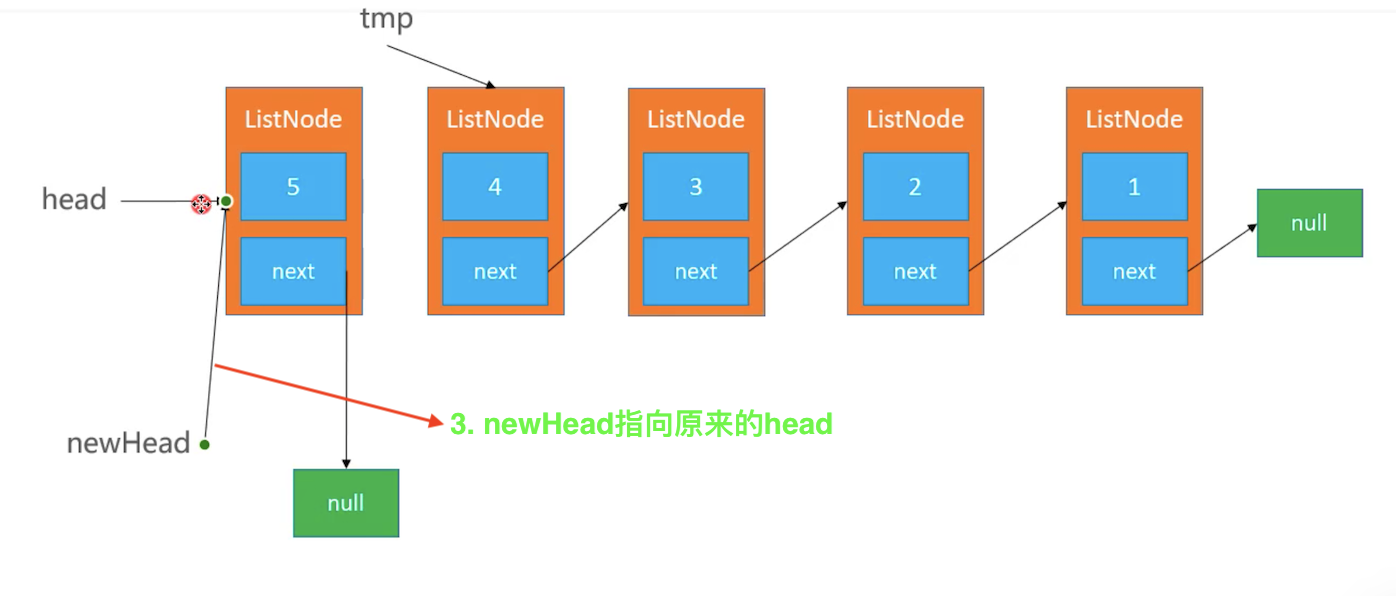 tmp
ListNode ListNode ListNode ListNode ListNode
head 5 4 3 2 1
null
next next next next next
3. newHead指向原来的head
newHead
null